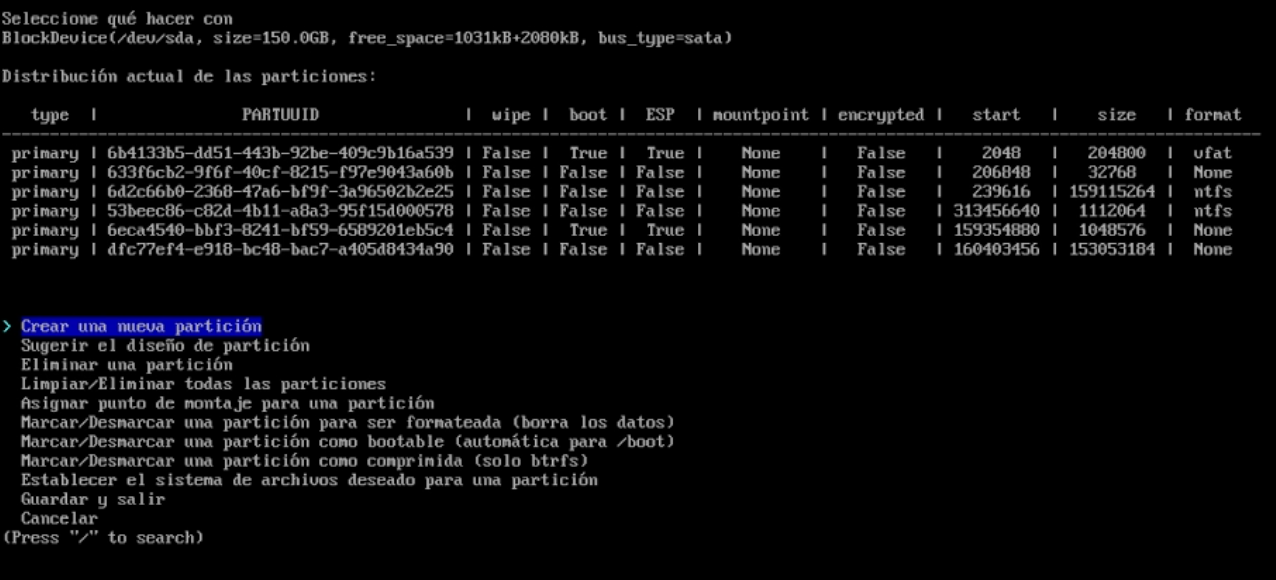 Seleccione qué hacer con
BlockDevice(/dev/sda, size=150.0GB, free_space=1031kB+2080kB, bus_type=sata)
Distribución actual de las particiones:
type | PARTUUID | wipe | boot | ESP | mountpoint | encrypted | start | size | format
primary | 6b4133b5-dd51-443b-92be-409c9b16a539 | False | True | True | None | False | 2048 | 204800 | vfat
primary | 633f6cb2-9f6f-40cf-8215-f97e9043a60b | False | False | False | None | False | 206848 | 32768 | None
primary | 6d2c66b0-2368-47a6-bf9f-3a96502b2e25 | False | False | False | None | False | 239616 | 159115264 | ntfs
primary | 53beec86-c82d-4b11-a8a3-95f15d000578 | False | False | False | None | False | 313456640 | 1112064 | ntfs
primary | 6eca4540-bbf3-8241-bf59-6589201eb5c4 | False | True | True | None | False | 159354880 | 1048576 | None
primary | dfc77ef4-e918-bc48-bac7-a405d8434a90 | False | False | False | None | False | 160403456 | 153053184 | None
> Crear una nueva partición
Sugerir el diseño de partición
Eliminar una partición
Limpiar/Eliminar todas las particiones
Asignar punto de montaje para una partición
Marcar/Desmarcar una partición para ser formateada (borra los datos)
Marcar/Desmarcar una partición como bootable (automática para /boot)
Marcar/Desmarcar una partición como comprimida (solo btrfs)
Establecer el sistema de archivos deseado para una partición
Guardar y salir
Cancelar
(Press "/" to search)